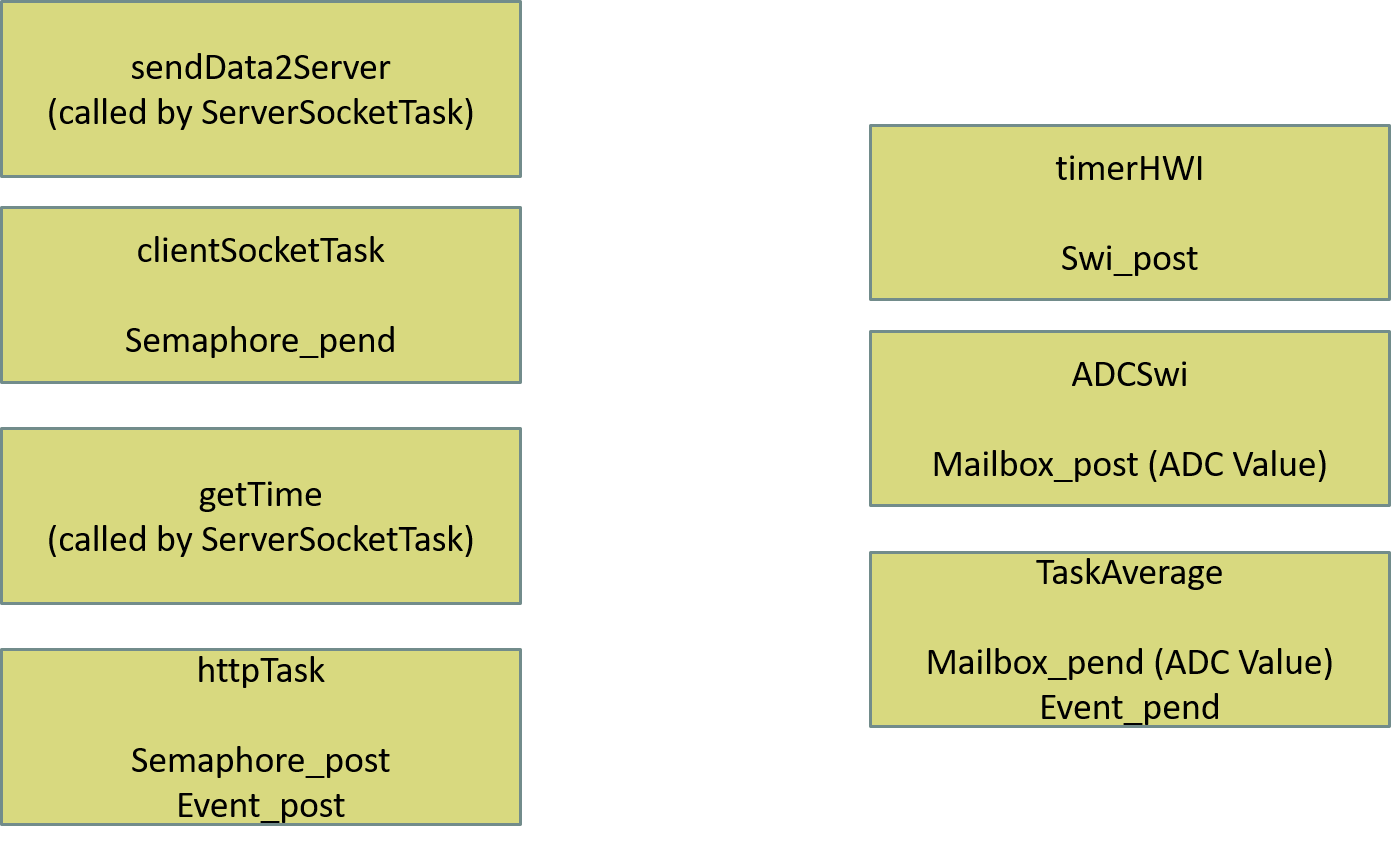 sendData2Server
(called by ServerSocketTask)
clientSocketTask
Semaphore_pend
getTime
(called by ServerSocketTask)
httpTask
Semaphore_post
Event_post
timerHWI
Swi_post
ADCSwi
Mailbox_post (ADC Value)
TaskAverage
Mailbox_pend (ADC Value)
Event_pend